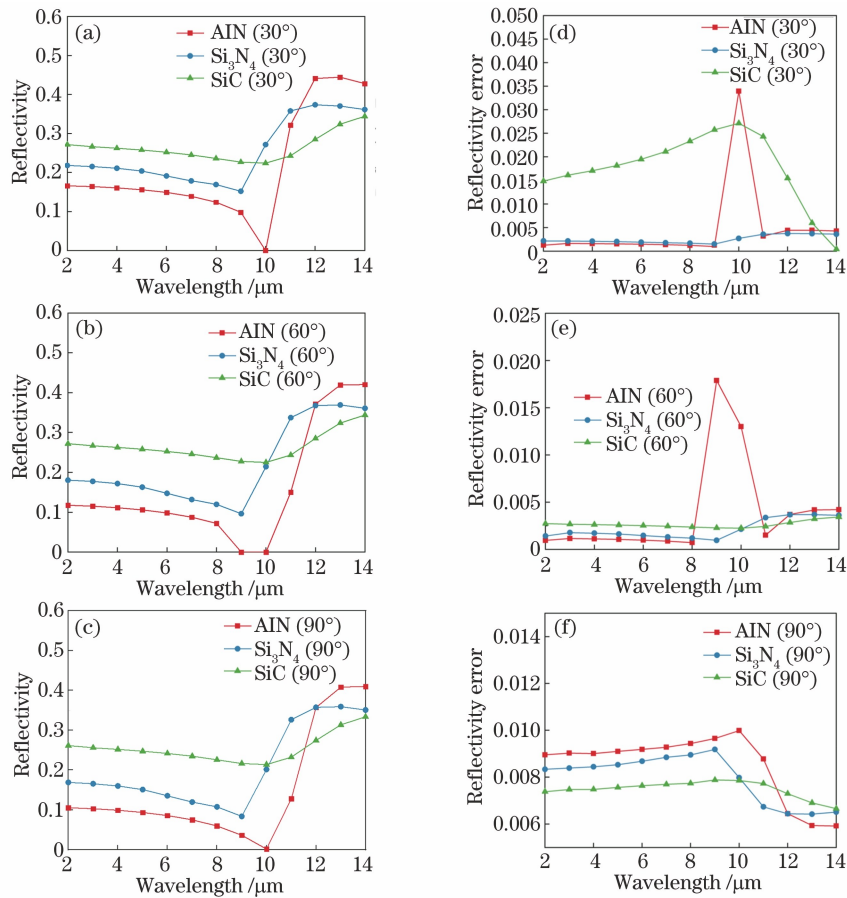 (a)
AIN (30°)
Si₃N₄ (30°)
SiC (30°)
Reflectivity
0.6
0.5
0.4
0.3
0.2
0.1
0
2 4 6 8 10 12 14
Wavelength /μm
(d)
AIN (30°)
Si₃N₄ (30°)
SiC (30°)
Reflectivity error
0.050
0.045
0.040
0.035
0.030
0.025
0.020
0.015
0.010
0.005
0
2 4 6 8 10 12 14
Wavelength /μm
(b)
AIN (60°)
Si₃N₄ (60°)
SiC (60°)
Reflectivity
0.6
0.5
0.4
0.3
0.2
0.1
0
2 4 6 8 10 12 14
Wavelength /μm
(e)
AIN (60°)
Si₃N₄ (60°)
SiC (60°)
Reflectivity error
0.025
0.020
0.015
0.010
0.005
0
2 4 6 8 10 12 14
Wavelength /μm
(c)
AIN (90°)
Si₃N₄ (90°)
SiC (90°)
Reflectivity
0.6
0.5
0.4
0.3
0.2
0.1
0
2 4 6 8 10 12 14
Wavelength /μm
(f)
AIN (90°)
Si₃N₄ (90°)
SiC (90°)
Reflectivity error
0.014
0.012
0.010
0.008
0.006
2 4 6 8 10 12 14
Wavelength /μm